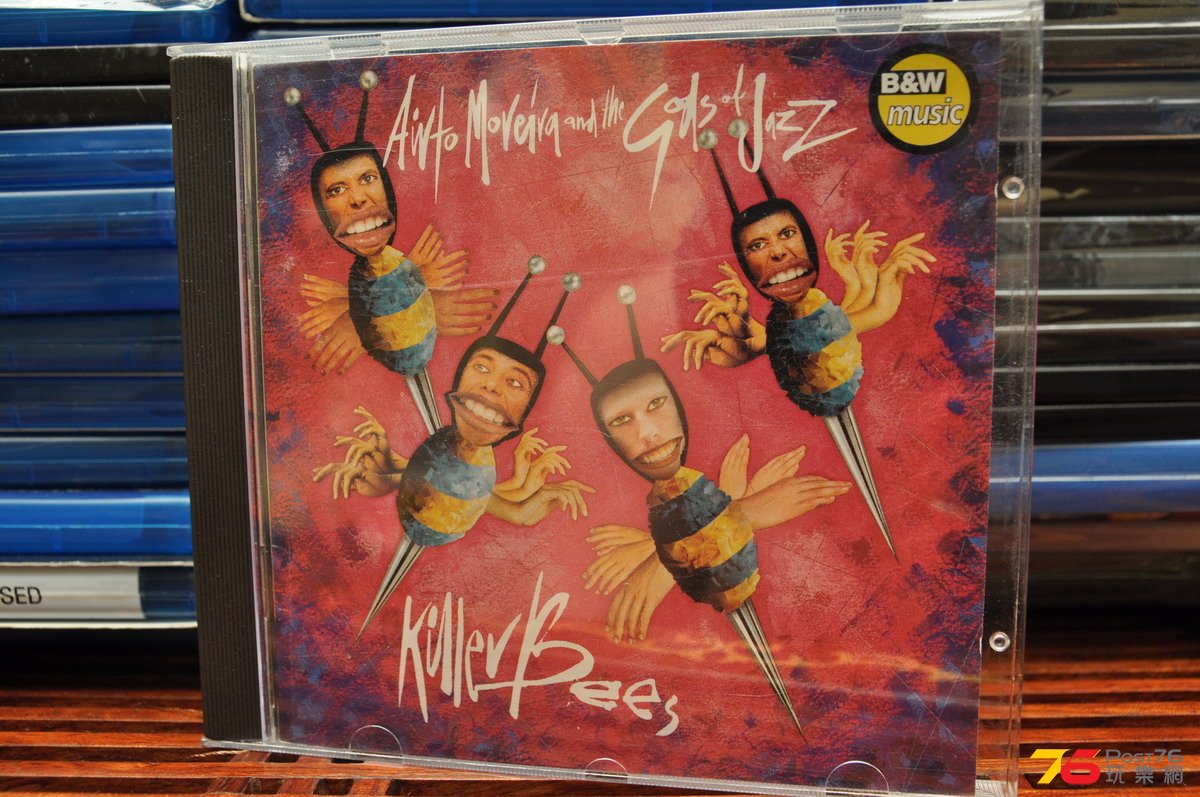 Airto Moreira and the Gods of Jazz
B&W
music
Killer Bees
SED
76 Post76
玩樂網